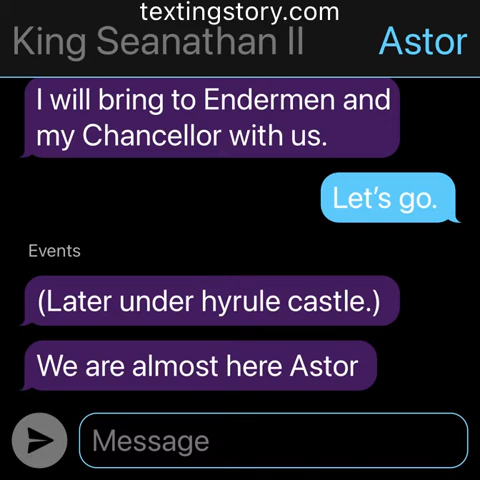 textingstory.com
King Seanathan II
Astor
I will bring to Endermen and
my Chancellor with us.
Let's go.
Events
(Later under hyrule castle.)
We are almost here Astor
Message